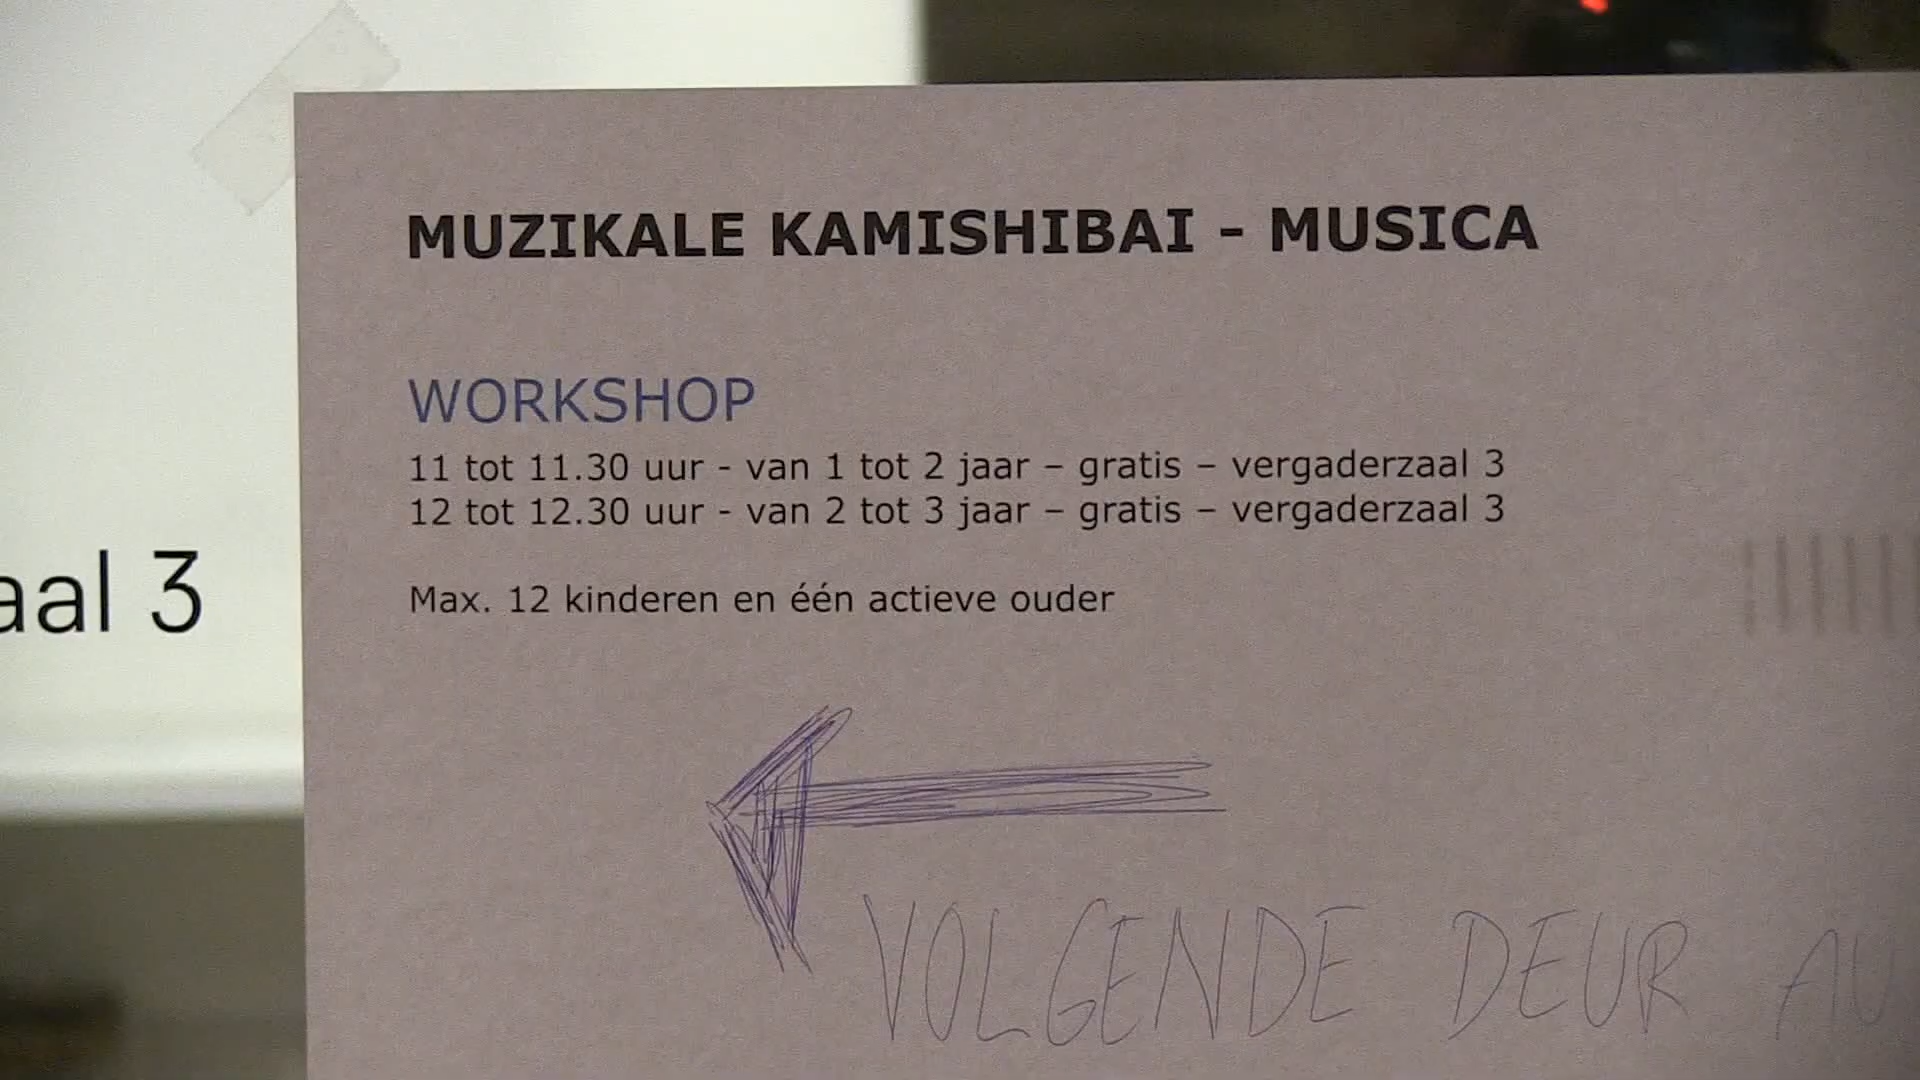 MUZIKALE KAMISHIBAI - MUSICA
WORKSHOP
11 tot 11.30 uur - van 1 tot 2 jaar – gratis – vergaderzaal 3
12 tot 12.30 uur - van 2 tot 3 jaar – gratis – vergaderzaal 3
Max. 12 kinderen en één actieve ouder
aal 3
VOLGENDE DEUR AU